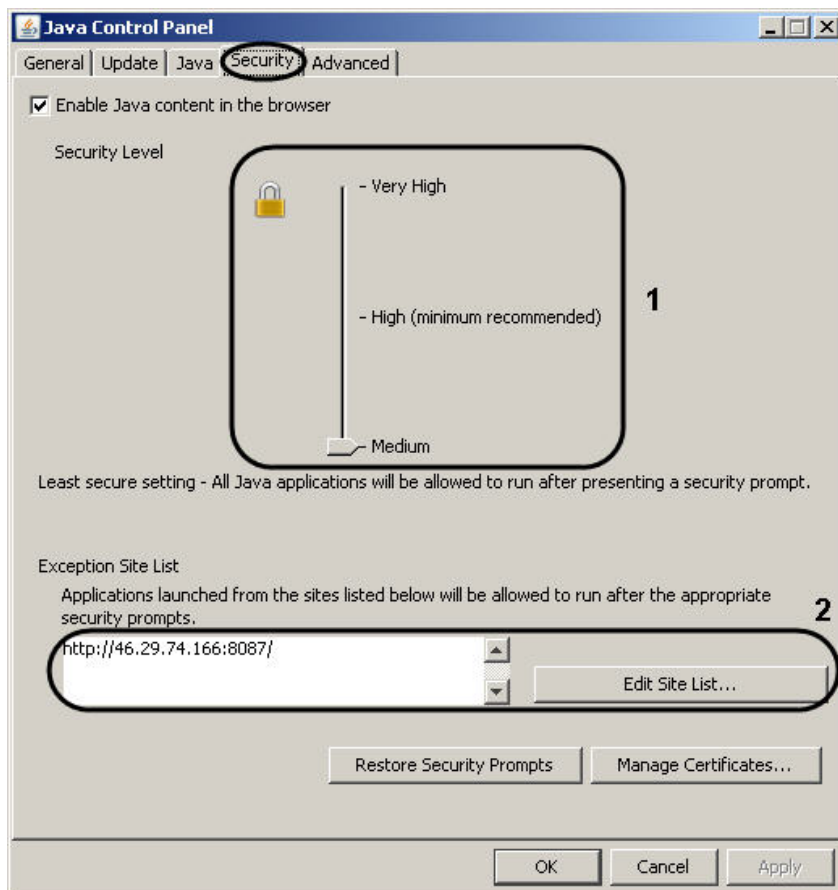 Java Control Panel
General Update Java Security Advanced
Enable Java content in the browser
Security Level
- Very High
- High (minimum recommended)
1
- Medium
Least secure setting - All Java applications will be allowed to run after presenting a security prompt.
Exception Site List
Applications launched from the sites listed below will be allowed to run after the appropriate
security prompts.
2
http://46.29.74.166:8087/
Edit Site List...
Restore Security Prompts Manage Certificates...
OK Cancel Apply